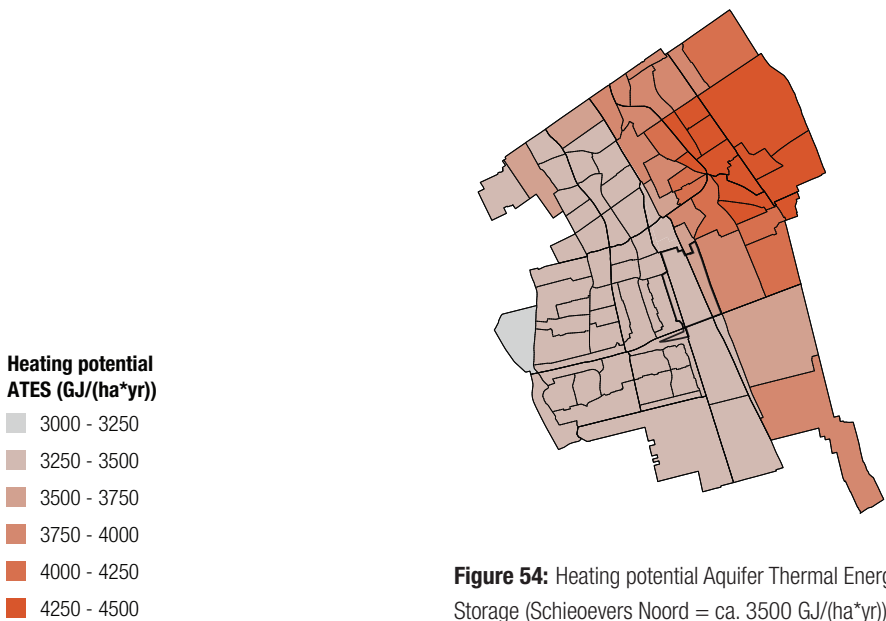 Heating potential
ATES (GJ/(ha*yr))
3000 - 3250
3250 - 3500
3500 - 3750
3750 - 4000
4000 - 4250
4250 - 4500
Figure 54: Heating potential Aquifer Thermal Energ
Storage (Schieoevers Noord = ca. 3500 GJ/(ha*yr))